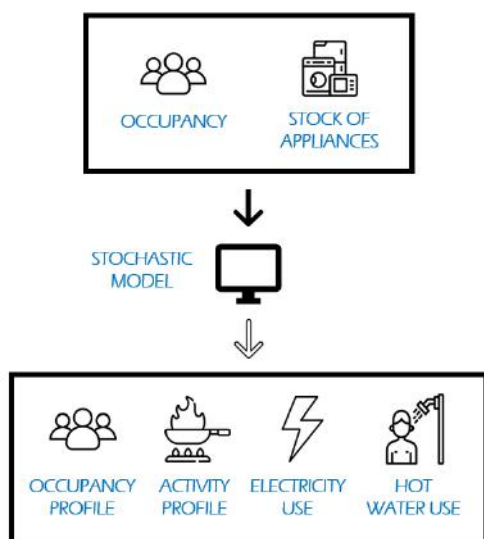 OCCUPANCY
STOCK OF
APPLIANCES
STOCHASTIC
MODEL
OCCUPANCY
PROFILE
ACTIVITY
PROFILE
ELECTRICITY
USE
HOT
WATER USE